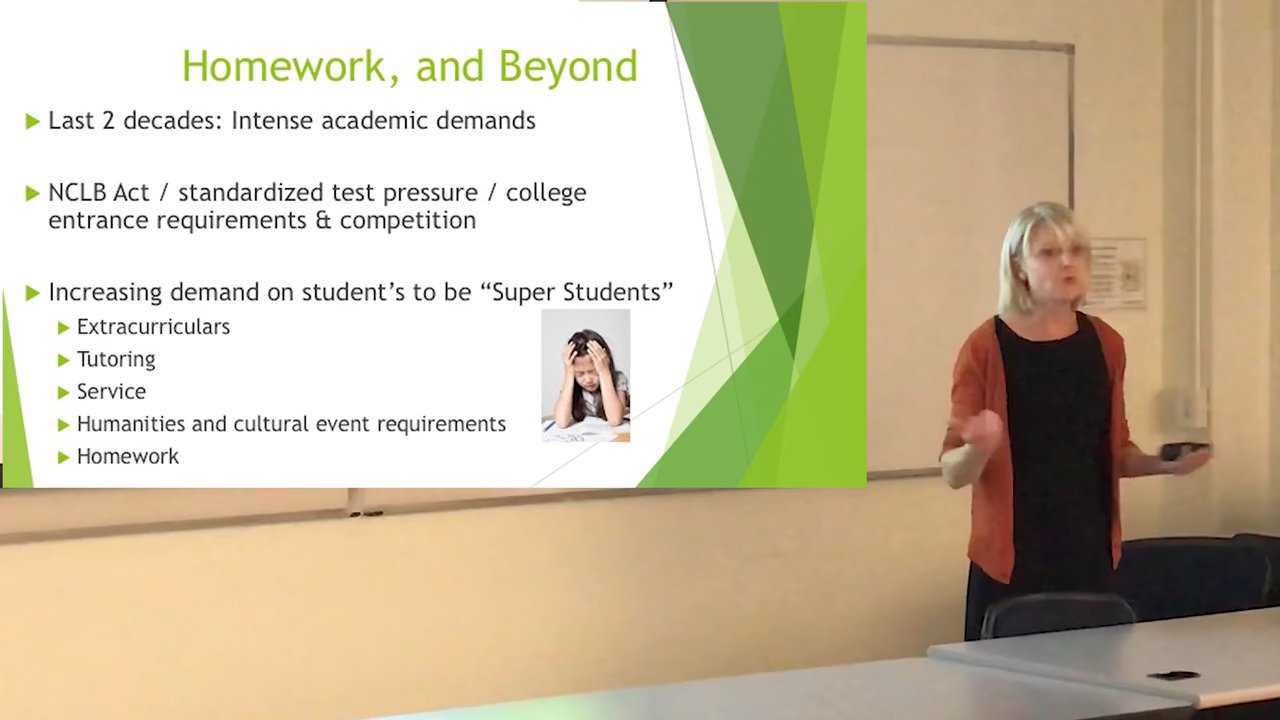 Homework, and Beyond
Last 2 decades: Intense academic demands
NCLB Act / standardized test pressure / college
entrance requirements & competition
Increasing demand on student’s to be “Super Students”
Extracurriculars
Tutoring
Service
Humanities and cultural event requirements
Homework